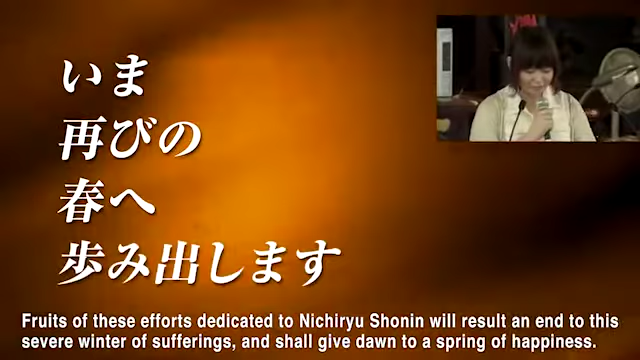 いま
再びの
春へ
歩み出します
Fruits of these efforts dedicated to Nichiryu Shonin will result an end to this
severe winter of sufferings, and shall give dawn to a spring of happiness.